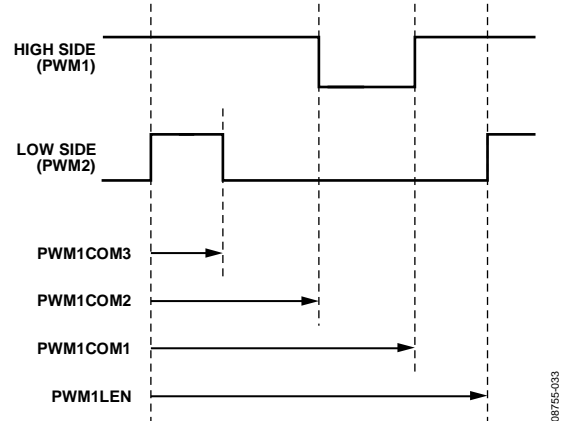 HIGH SIDE
(PWM1)
LOW SIDE
(PWM2)
PWM1COM3
PWM1COM2
PWM1COM1
PWM1LEN
08755-033